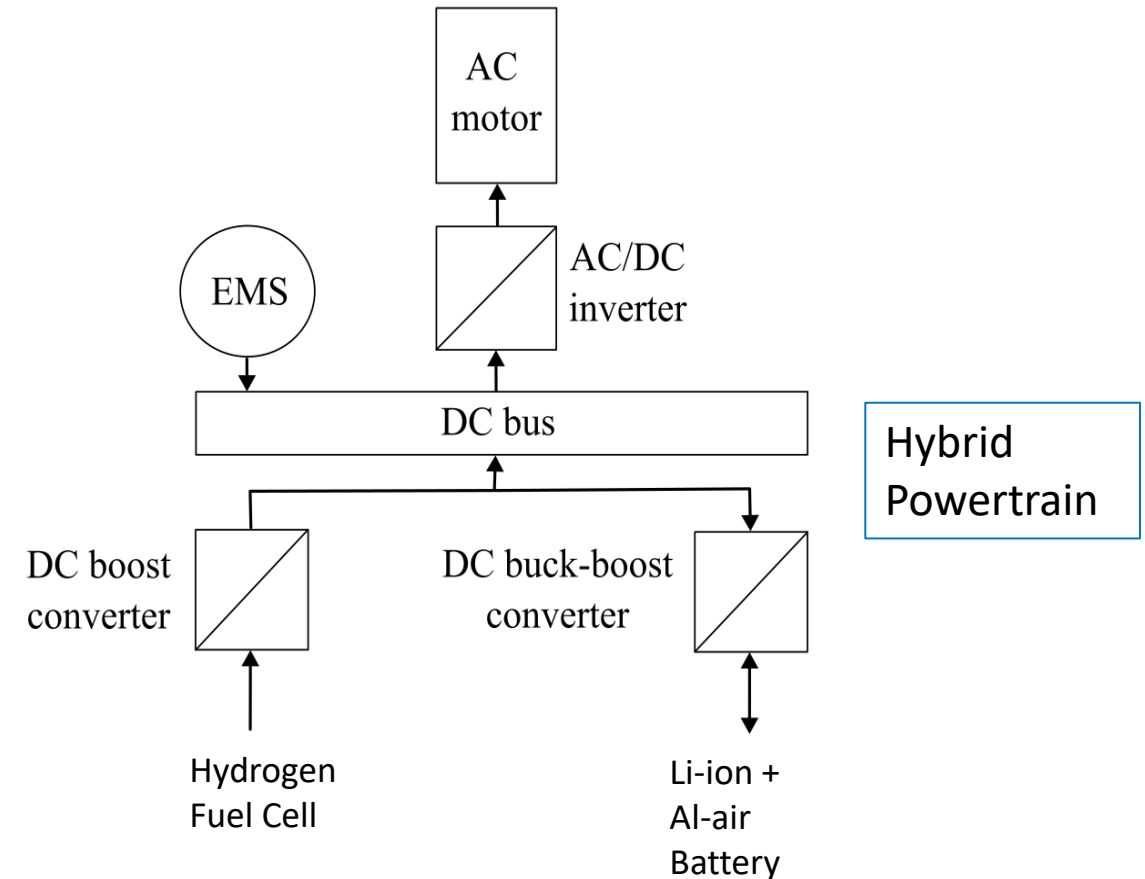 AC
motor
AC/DC
inverter
EMS
DC bus
Hybrid
Powertrain
DC boost
converter
DC buck-boost
converter
Hydrogen
Fuel Cell
Li-ion +
Al-air
Battery